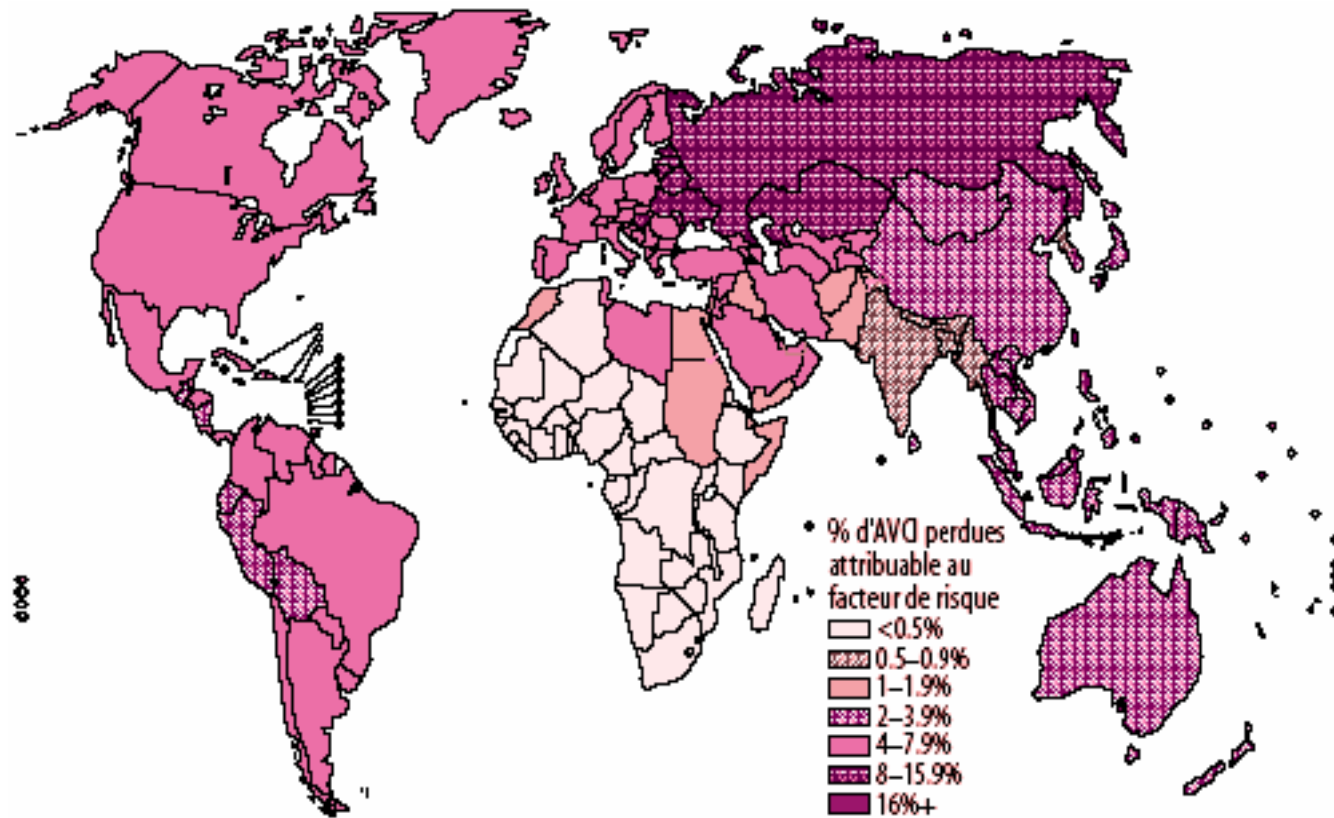 % d'AVCI perdues
attribuable au
facteur de risque
<0.5%
0.5–0.9%
1–1.9%
2–3.9%
4–7.9%
8–15.9%
16%+